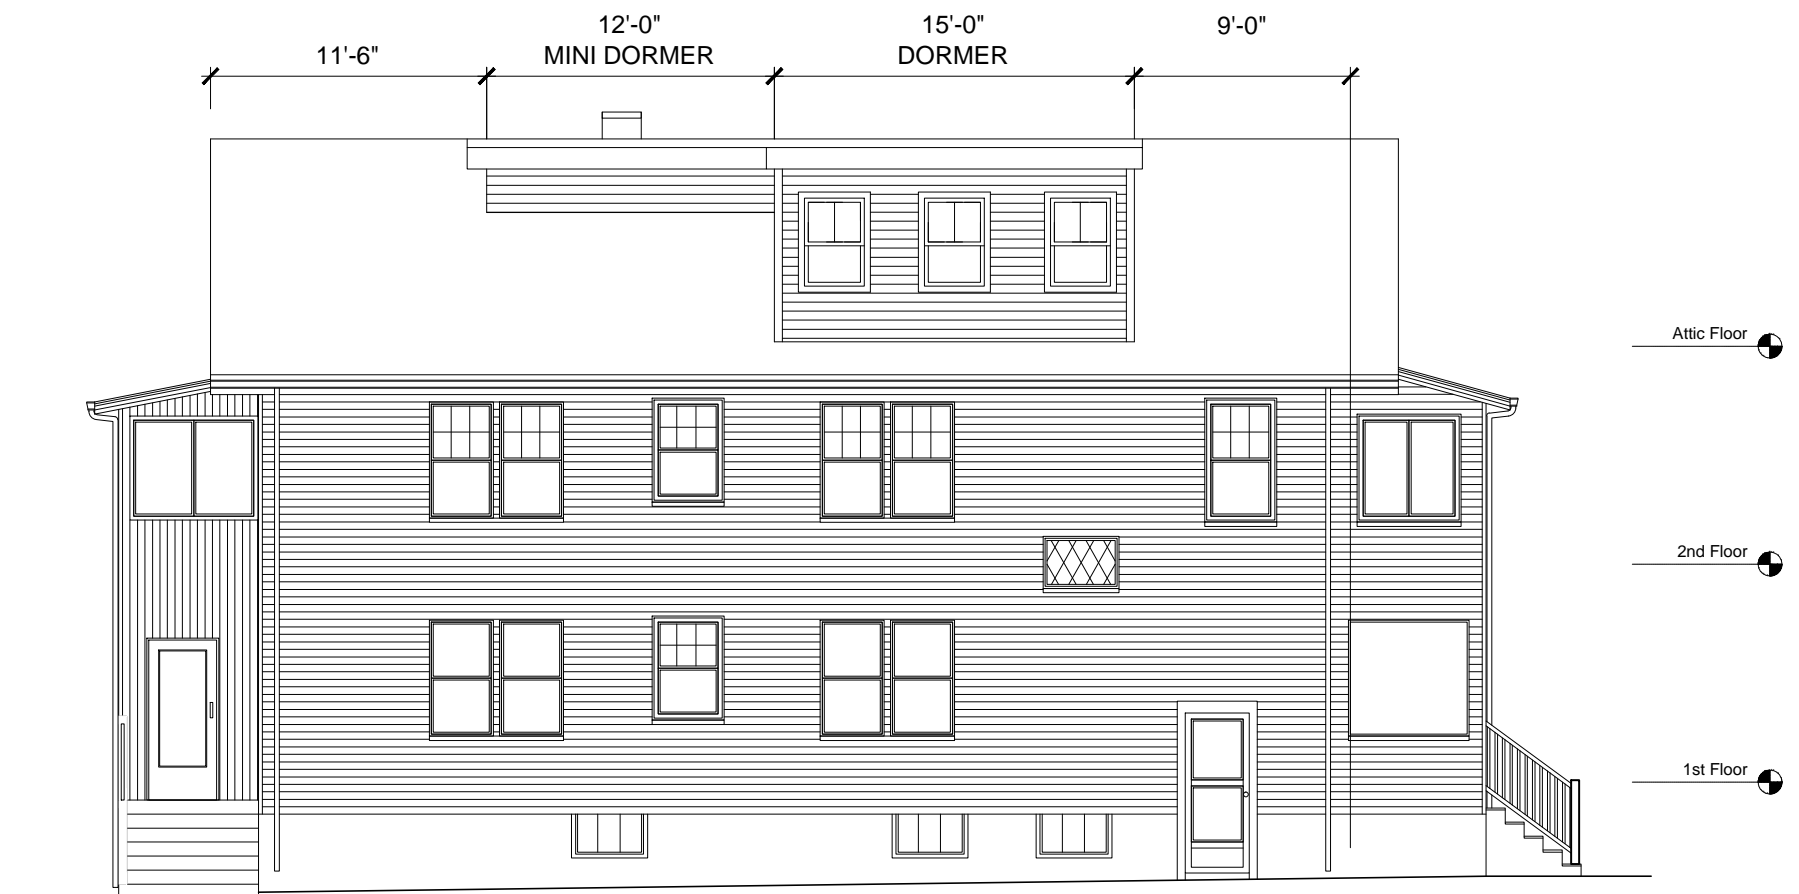 12'-0"
15'-0"
9'-0"
11'-6"
MINI DORMER
DORMER
Attic Floor
2nd Floor
1st Floor